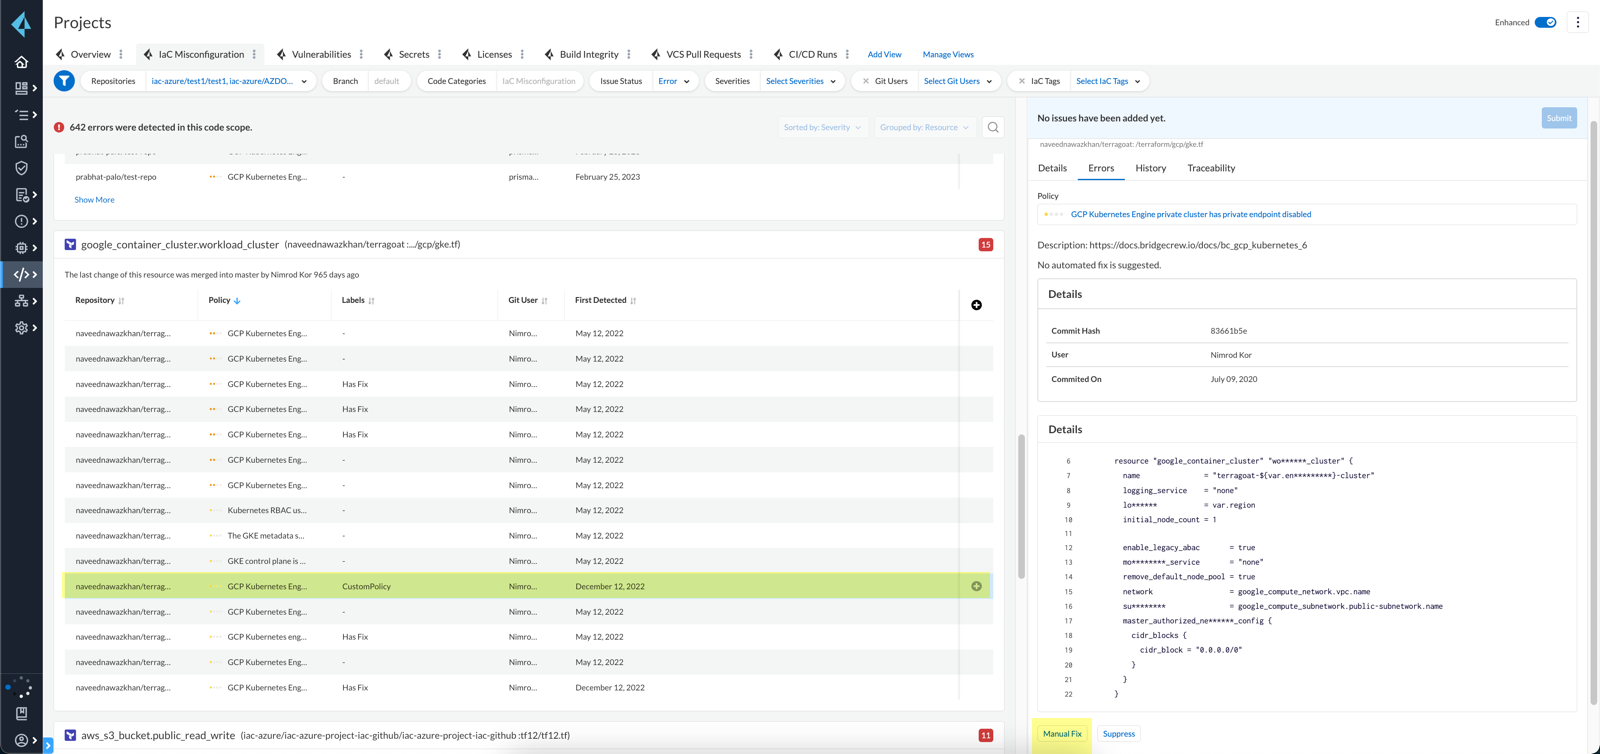 Projects
Enhanced
Overview
IaC Misconfiguration
Vulnerabilities
Secrets
Licenses
Build Integrity
VCS Pull Requests
CI/CD Runs
Add View
Manage Views
Repositories iac-azure/test1/test1, iac-azure/AZDO...
Branch default
Code Categories IaC Misconfiguration
Issue Status Error
Severities Select Severities
Git Users Select Git Users
IaC Tags Select IaC Tags
642 errors were detected in this code scope.
Sorted by: Severity
Grouped by: Resource
prabhat-palo/test-repo GCP Kubernetes Eng... - prisma... February 25, 2023
Show More
google_container_cluster.workload_cluster (naveednawazkhan/terragoat :.../gcp/gke.tf) 15
The last change of this resource was merged into master by Nimrod Kor 965 days ago
Repository Policy Labels Git User First Detected
naveednawazkhan/terrag... GCP Kubernetes Eng... - Nimro... May 12, 2022
naveednawazkhan/terrag... GCP Kubernetes Eng... - Nimro... May 12, 2022
naveednawazkhan/terrag... GCP Kubernetes Eng... Has Fix Nimro... May 12, 2022
naveednawazkhan/terrag... GCP Kubernetes Eng... Has Fix Nimro... May 12, 2022
naveednawazkhan/terrag... GCP Kubernetes Eng... Has Fix Nimro... May 12, 2022
naveednawazkhan/terrag... GCP Kubernetes Eng... - Nimro... May 12, 2022
naveednawazkhan/terrag... GCP Kubernetes Eng... - Nimro... May 12, 2022
naveednawazkhan/terrag... Kubernetes RBAC us... - Nimro... May 12, 2022
naveednawazkhan/terrag... The GKE metadata s... - Nimro... May 12, 2022
naveednawazkhan/terrag... GKE control plane is ... - Nimro... May 12, 2022
naveednawazkhan/terrag... GCP Kubernetes Eng... CustomPolicy Nimro... December 12, 2022
naveednawazkhan/terrag... GCP Kubernetes Eng... - Nimro... May 12, 2022
naveednawazkhan/terrag... GCP Kubernetes eng... Has Fix Nimro... May 12, 2022
naveednawazkhan/terrag... GCP Kubernetes Eng... - Nimro... May 12, 2022
naveednawazkhan/terrag... GCP Kubernetes Eng... Has Fix Nimro... December 12, 2022
aws_s3_bucket.public_read_write (iac-azure/iac-azure-project-iac-github/iac-azure-project-iac-github :tf12/tf12.tf) 11
No issues have been added yet.
Submit
naveednawazkhan/terragoat: /terraform/gcp/gke.tf
Details Errors History Traceability
Policy
GCP Kubernetes Engine private cluster has private endpoint disabled
Description: https://docs.bridgecrew.io/docs/bc_gcp_kubernetes_6
No automated fix is suggested.
Details
Commit Hash 83661b5e
User Nimrod Kor
Commited On July 09, 2020
Details
6 resource "google_container_cluster" "wo******_cluster" {
7 name = "terragoat-${var.en*********}-cluster"
8 logging_service = "none"
9 lo****** = var.region
10 initial_node_count = 1
11
12 enable_legacy_abac = true
13 mo********_service = "none"
14 remove_default_node_pool = true
15 network = google_compute_network.vpc.name
16 su******** = google_compute_subnetwork.public-subnetwork.name
17 master_authorized_ne******_config {
18 cidr_blocks {
19 cidr_block = "0.0.0.0/0"
20 }
21 }
22 }
Manual Fix Suppress